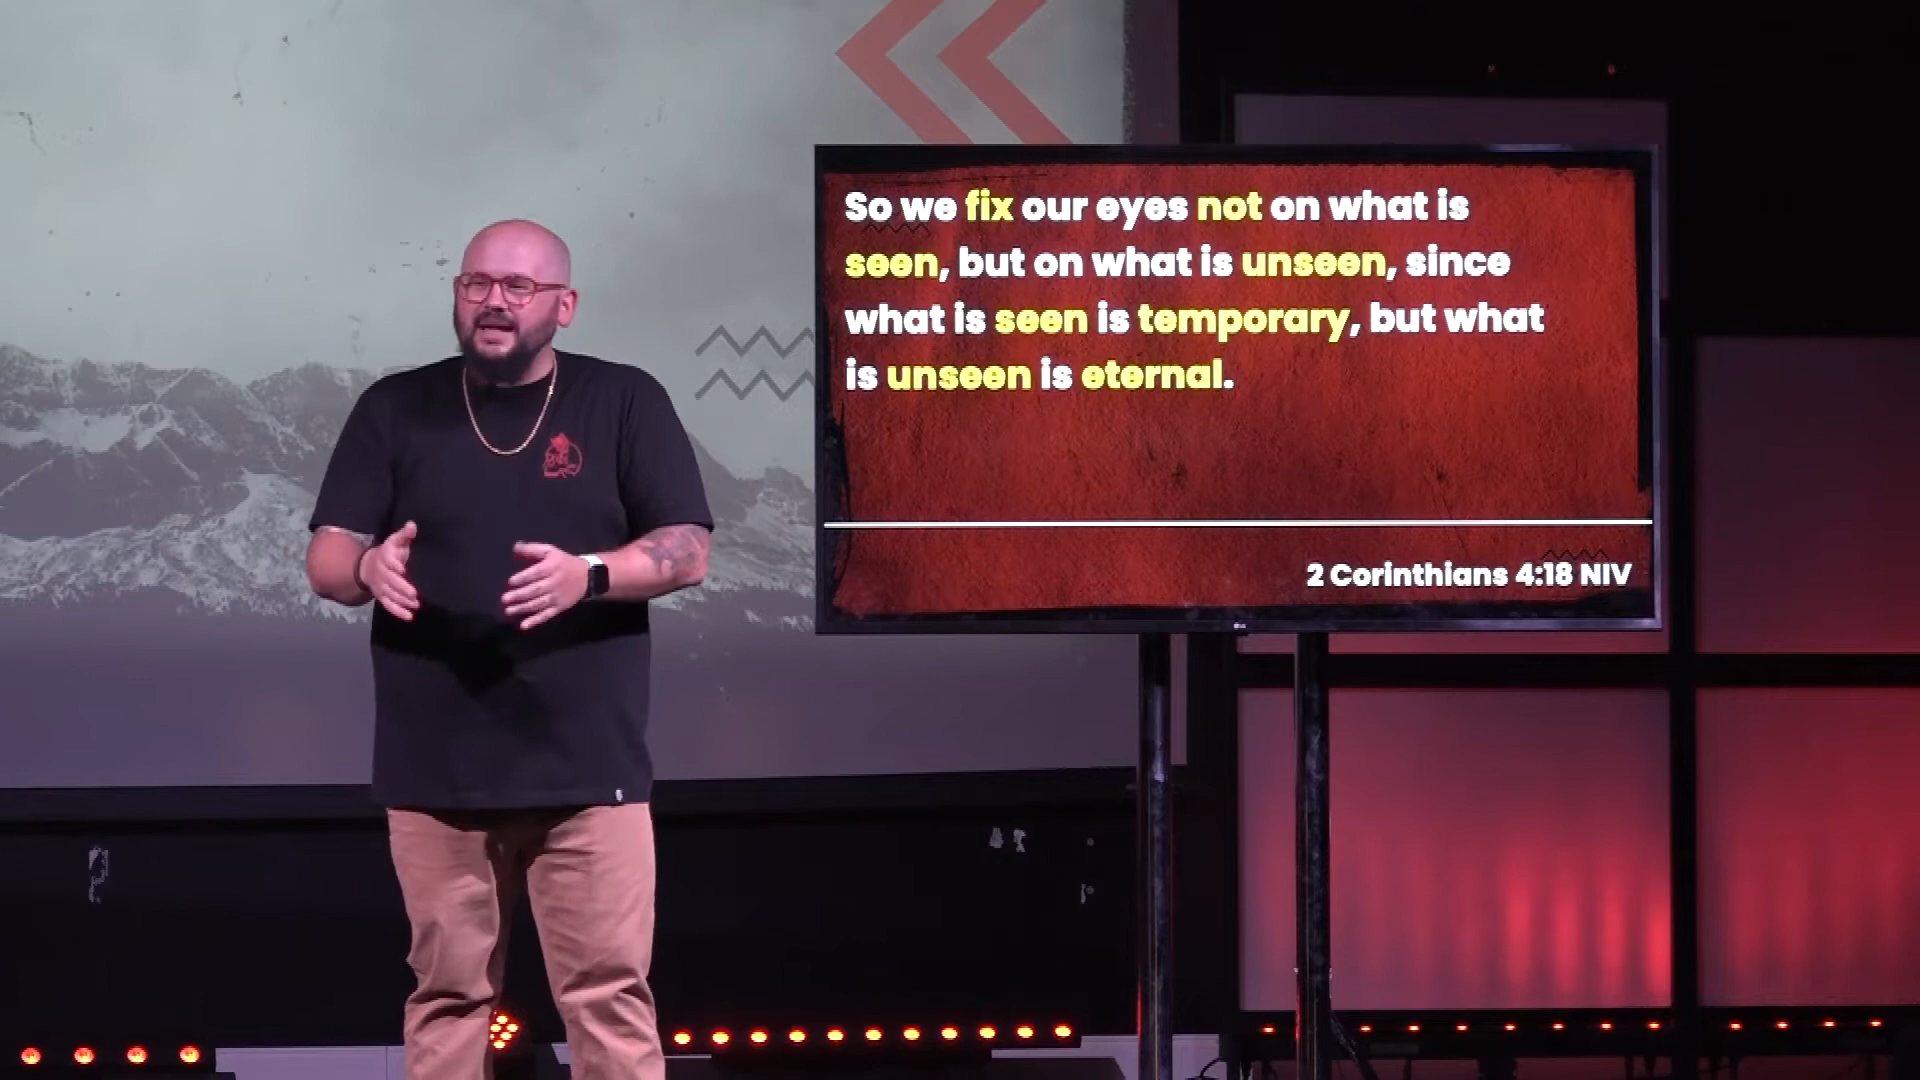 So we fix our eyes not on what is
seen, but on what is unseen, since
what is seen is temporary, but what
is unseen is eternal.
2 Corinthians 4:18 NIV